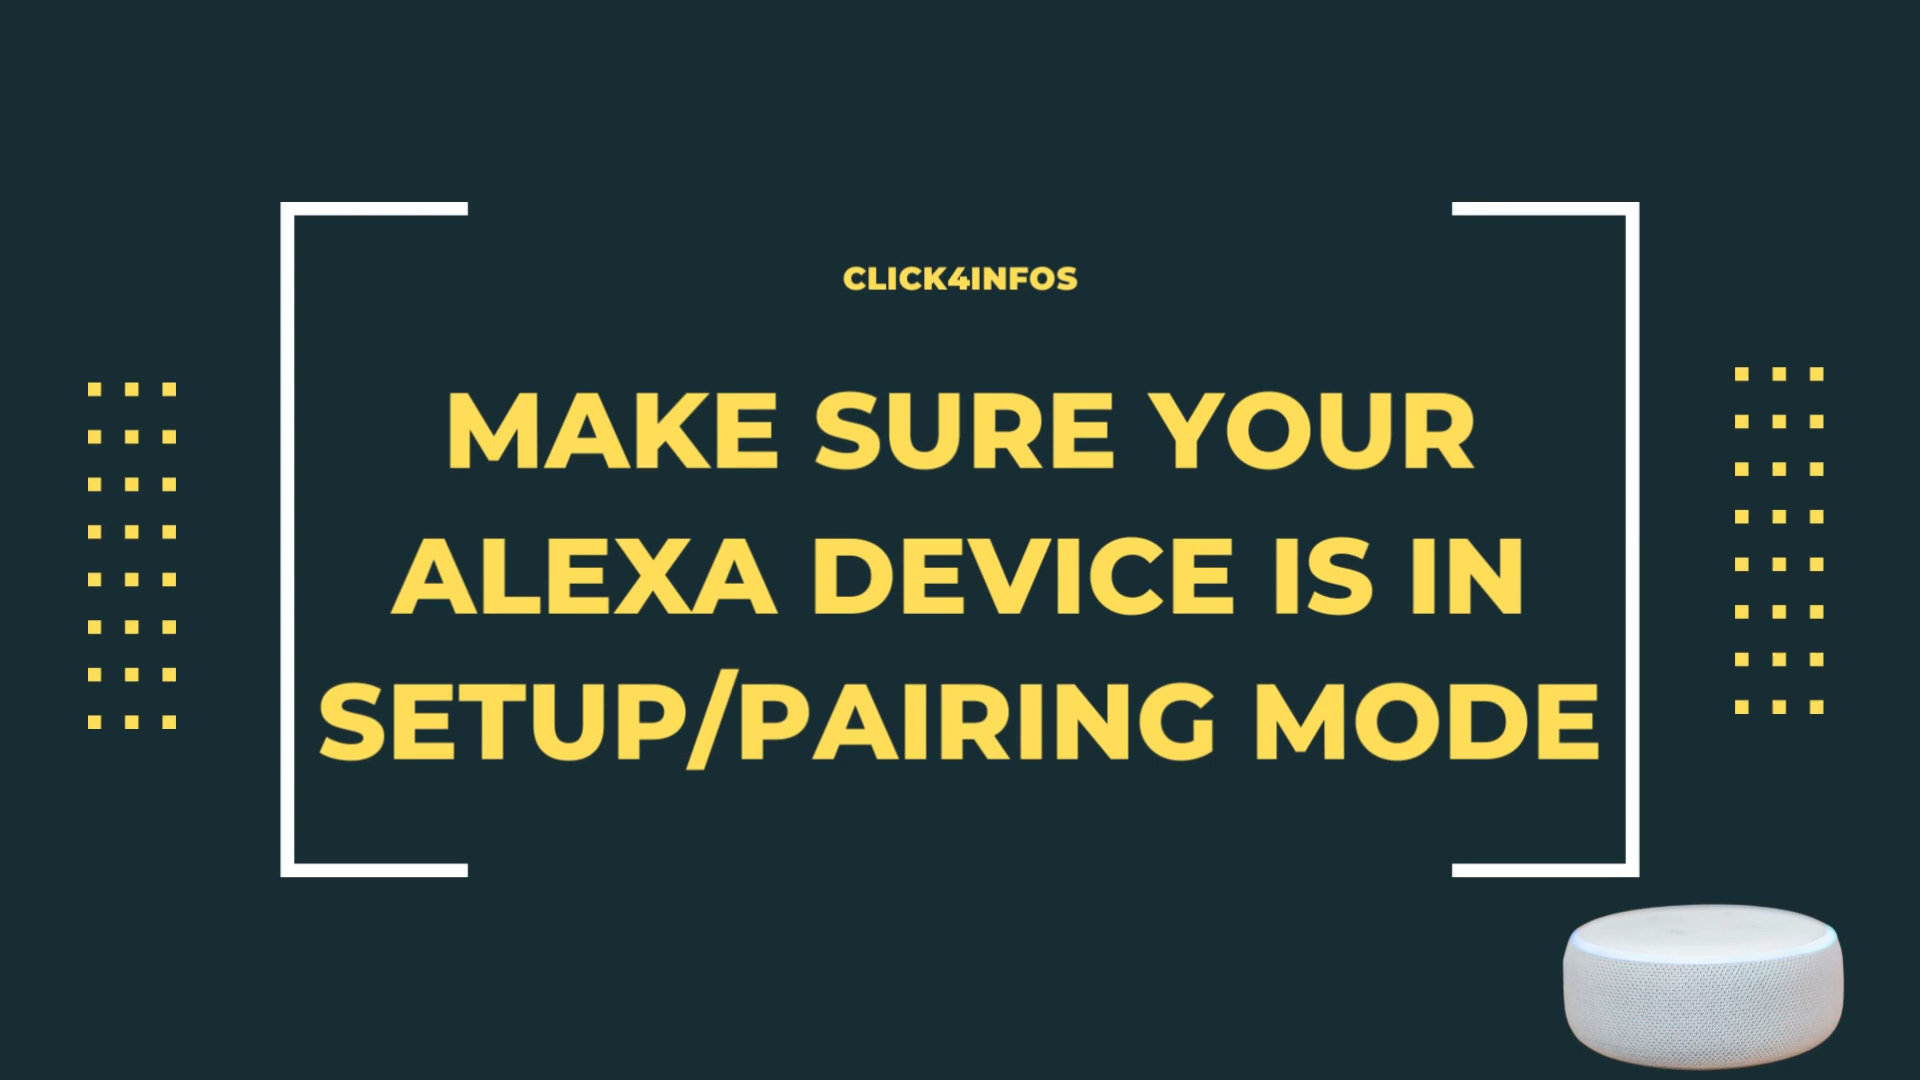 CLICK4INFOS
MAKE SURE YOUR
ALEXA DEVICE IS IN
SETUP/PAIRING MODE